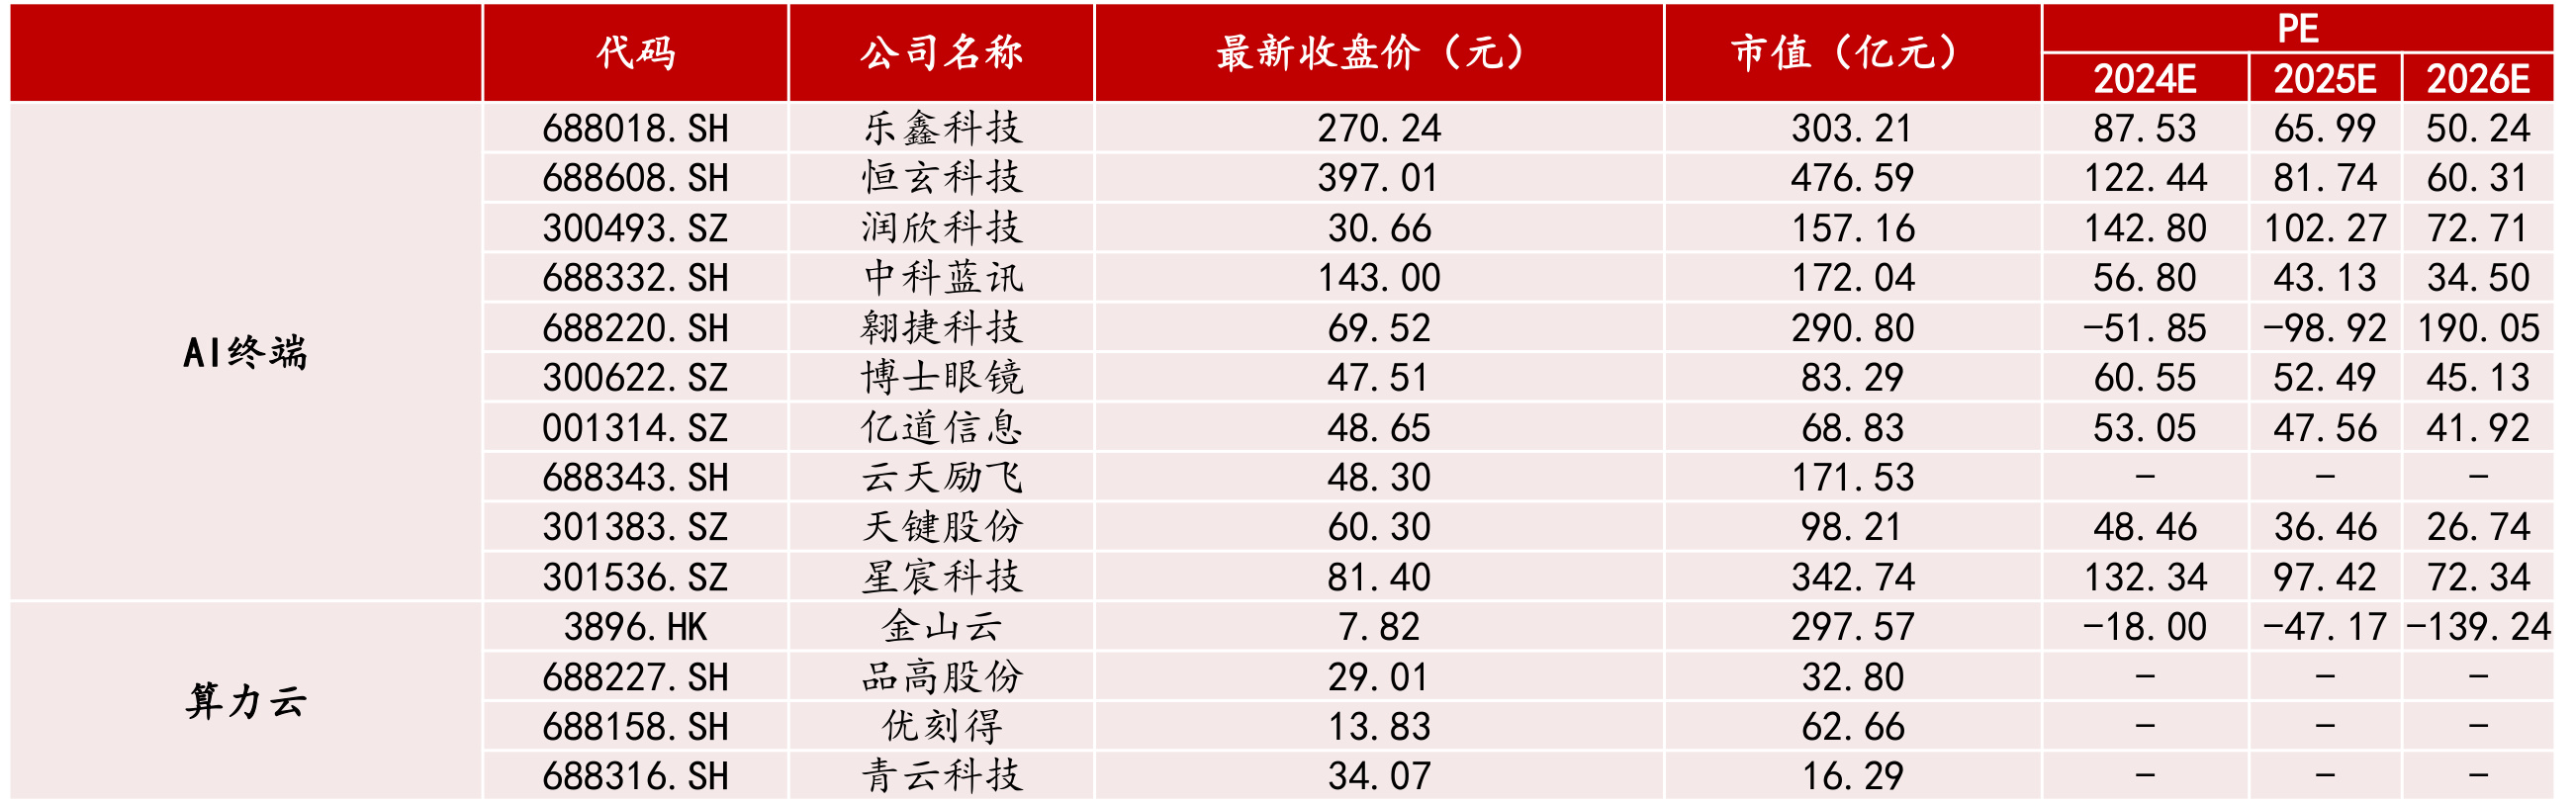 代码 公司名称 最新收盘价（元） 市值（亿元） PE
2024E 2025E 2026E
AI终端
688018.SH 乐鑫科技 270.24 303.21 87.53 65.99 50.24
688608.SH 恒玄科技 397.01 476.59 122.44 81.74 60.31
300493.SZ 润欣科技 30.66 157.16 142.80 102.27 72.71
688332.SH 中科蓝讯 143.00 172.04 56.80 43.13 34.50
688220.SH 翱捷科技 69.52 290.80 -51.85 -98.92 190.05
300622.SZ 博士眼镜 47.51 83.29 60.55 52.49 45.13
001314.SZ 亿道信息 48.65 68.83 53.05 47.56 41.92
688343.SH 云天励飞 48.30 171.53 - - -
301383.SZ 天键股份 60.30 98.21 48.46 36.46 26.74
301536.SZ 星宸科技 81.40 342.74 132.34 97.42 72.34
算力云
3896.HK 金山云 7.82 297.57 -18.00 -47.17 -139.24
688227.SH 品高股份 29.01 32.80 - - -
688158.SH 优刻得 13.83 62.66 - - -
688316.SH 青云科技 34.07 16.29 - - -